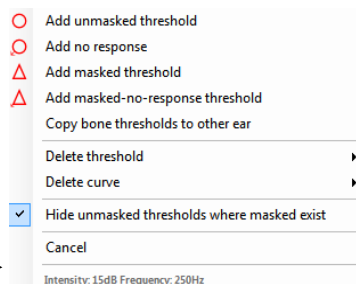 Add unmasked threshold
Add no response
Add masked threshold
Add masked-no-response threshold
Copy bone thresholds to other ear
Delete threshold
Delete curve
Hide unmasked thresholds where masked exist
Cancel
Intensity: 15dB Frequency: 250Hz